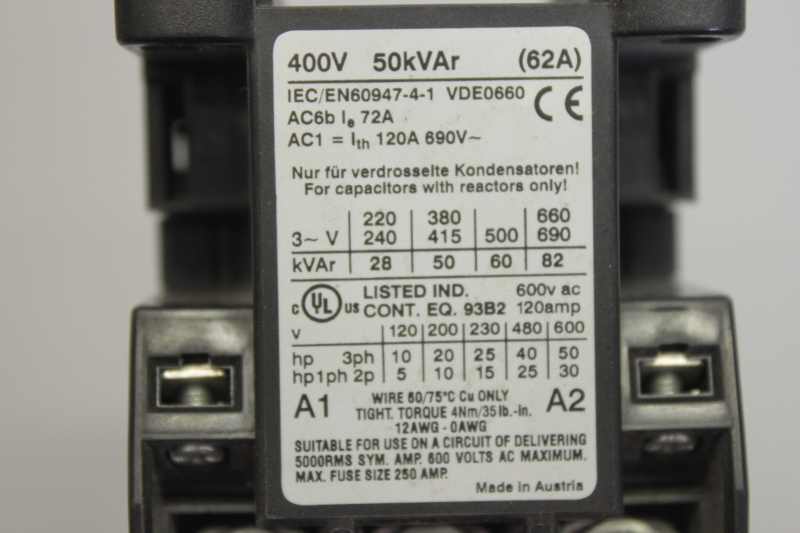 400V 50kVAr (62A)
IEC/EN60947-4-1 VDE0660 CE
AC6b Ie 72A
AC1 = Ith 120A 690V~
Nur für verdrosselte Kondensatoren!
For capacitors with reactors only!
220 380 660
3~ V 240 415 500 690
kVAr 28 50 60 82
c UL us LISTED IND. 600v ac
CONT. EQ. 93B2 120amp
v 120 200 230 480 600
hp 3ph 10 20 25 40 50
hp1ph 2p 5 10 15 25 30
A1 WIRE 60/75°C Cu ONLY A2
TIGHT. TORQUE 4Nm/35lb.-in.
12AWG - 0AWG
SUITABLE FOR USE ON A CIRCUIT OF DELIVERING
5000RMS SYM. AMP. 600 VOLTS AC MAXIMUM.
MAX. FUSE SIZE 250 AMP.
Made in Austria